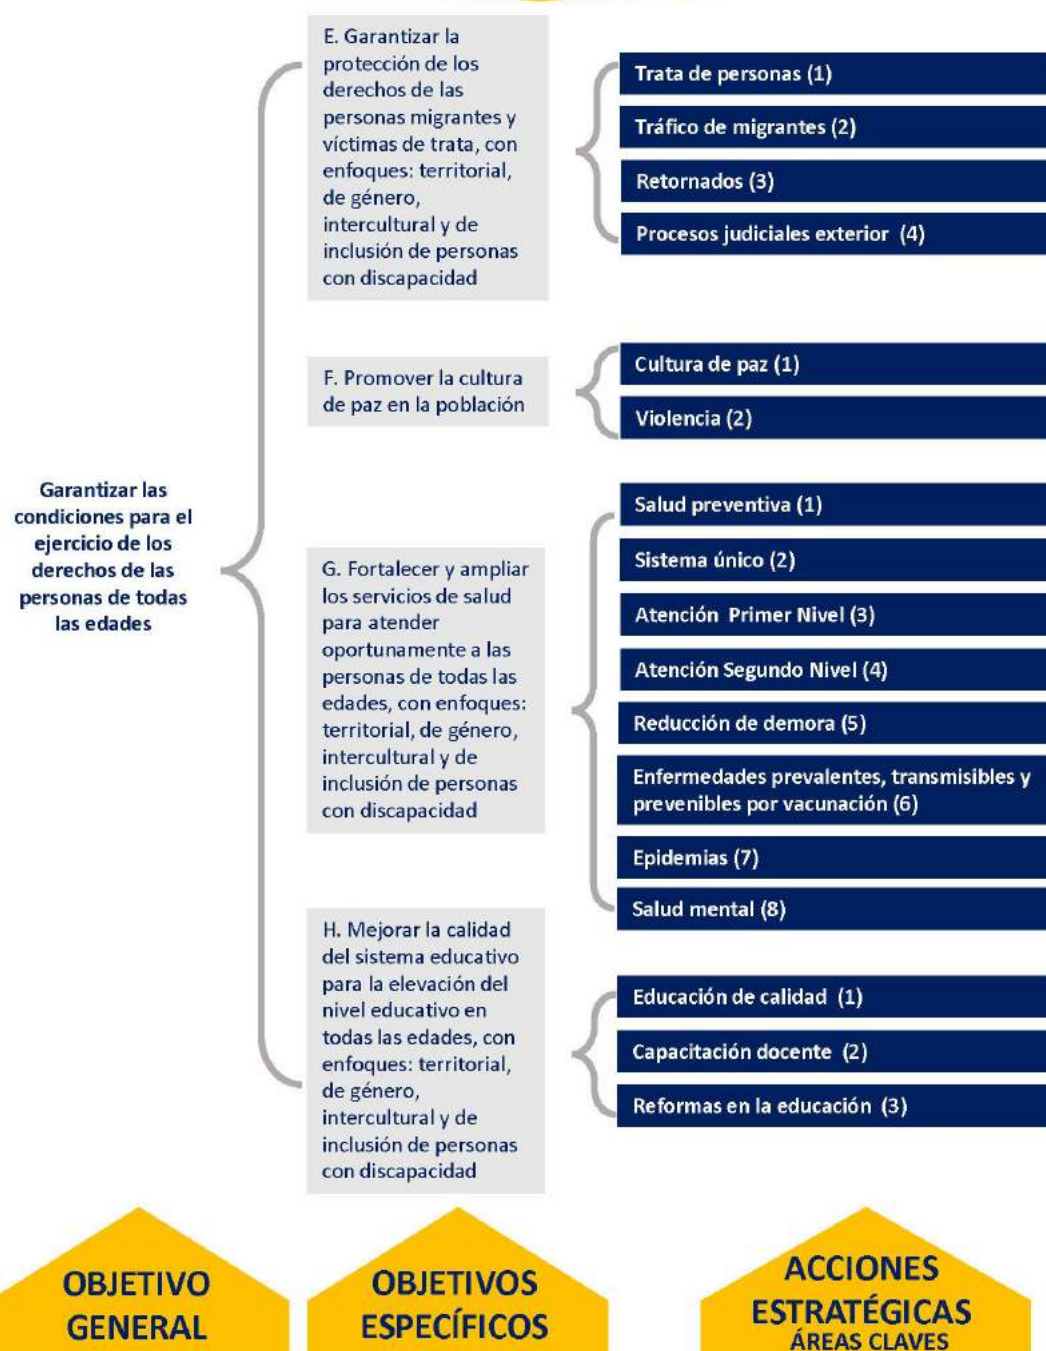 Garantizar las
condiciones para el
ejercicio de los
derechos de las
personas de todas
las edades
E. Garantizar la
protección de los
derechos de las
personas migrantes y
víctimas de trata, con
enfoques: territorial,
de género,
intercultural y de
inclusión de personas
con discapacidad
Trata de personas (1)
Tráfico de migrantes (2)
Retornados (3)
Procesos judiciales exterior (4)
F. Promover la cultura
de paz en la población
Cultura de paz (1)
Violencia (2)
G. Fortalecer y ampliar
los servicios de salud
para atender
oportunamente a las
personas de todas las
edades, con enfoques:
territorial, de género,
intercultural y de
inclusión de personas
con discapacidad
Salud preventiva (1)
Sistema único (2)
Atención Primer Nivel (3)
Atención Segundo Nivel (4)
Reducción de demora (5)
Enfermedades prevalentes, transmisibles y
prevenibles por vacunación (6)
Epidemias (7)
Salud mental (8)
H. Mejorar la calidad
del sistema educativo
para la elevación del
nivel educativo en
todas las edades, con
enfoques: territorial,
de género,
intercultural y de
inclusión de personas
con discapacidad
Educación de calidad (1)
Capacitación docente (2)
Reformas en la educación (3)
OBJETIVO
GENERAL
OBJETIVOS
ESPECÍFICOS
ACCIONES
ESTRATÉGICAS
ÁREAS CLAVES